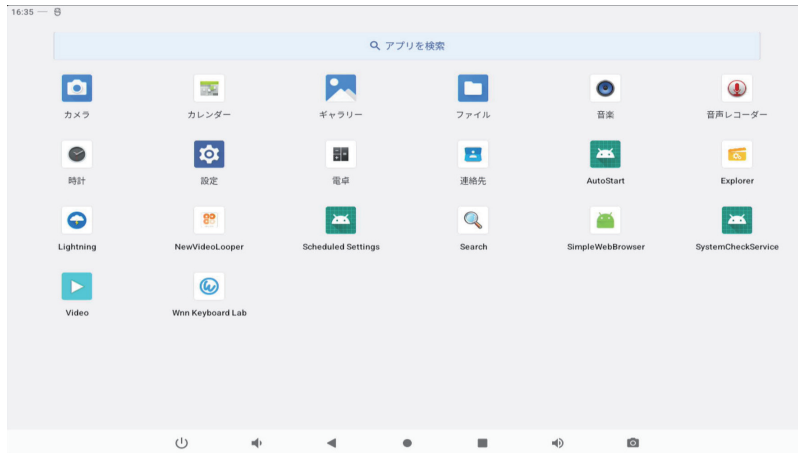 16:35
アプリを検索
カメラ
カレンダー
ギャラリー
ファイル
音楽
音声レコーダー
時計
設定
電卓
連絡先
AutoStart
Explorer
Lightning
NewVideoLooper
Scheduled Settings
Search
SimpleWebBrowser
SystemCheckService
Video
Wnn Keyboard Lab